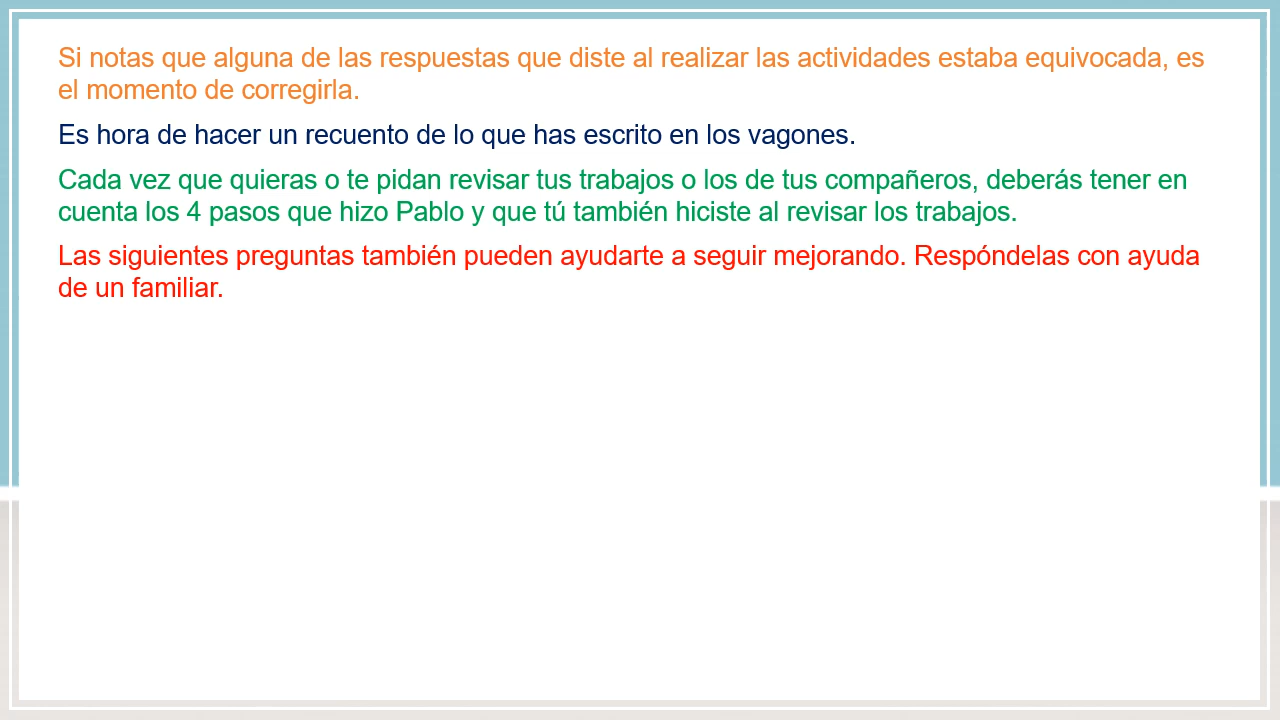 Si notas que alguna de las respuestas que diste al realizar las actividades estaba equivocada, es
el momento de corregirla.
Es hora de hacer un recuento de lo que has escrito en los vagones.
Cada vez que quieras o te pidan revisar tus trabajos o los de tus compañeros, deberás tener en
cuenta los 4 pasos que hizo Pablo y que tú también hiciste al revisar los trabajos.
Las siguientes preguntas también pueden ayudarte a seguir mejorando. Respóndelas con ayuda
de un familiar.